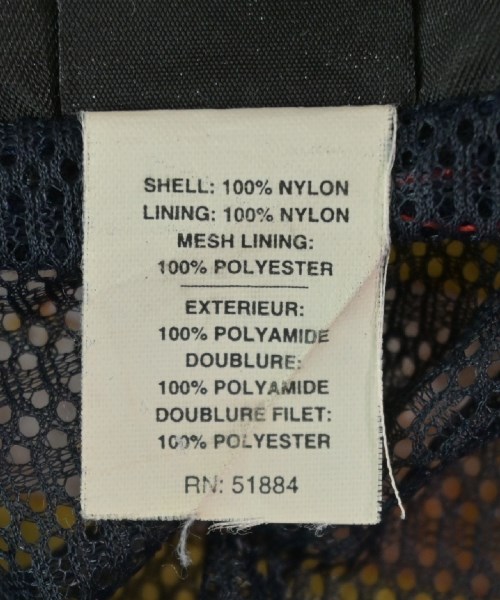 SHELL: 100% NYLON
LINING: 100% NYLON
MESH LINING:
100% POLYESTER
EXTERIEUR:
100% POLYAMIDE
DOUBLURE:
100% POLYAMIDE
DOUBLURE FILET:
100% POLYESTER
RN: 51884